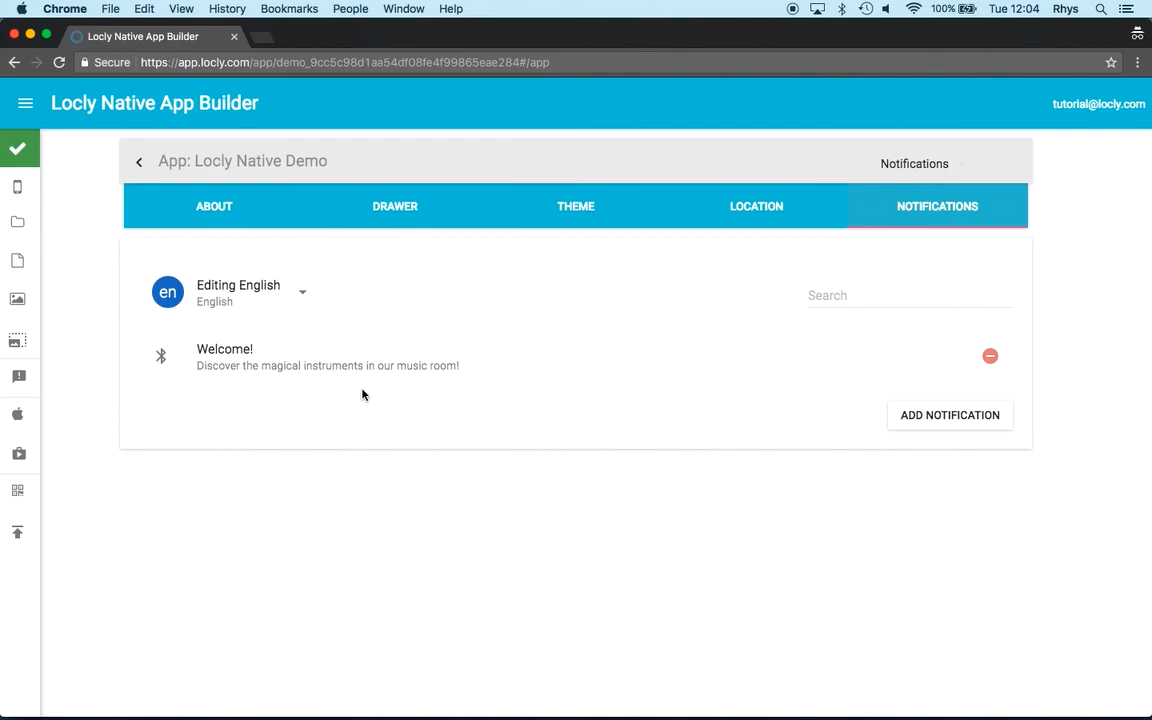 Chrome File Edit View History Bookmarks People Window Help 100% Tue 12:04 Rhys
Locly Native App Builder
Secure https://app.locly.com/app/demo_9cc5c98d1aa54df08fe4f99865eae284#/app
Locly Native App Builder tutorial@locly.com
App: Locly Native Demo Notifications
ABOUT DRAWER THEME LOCATION NOTIFICATIONS
en Editing English
English
Search
Welcome!
Discover the magical instruments in our music room!
ADD NOTIFICATION